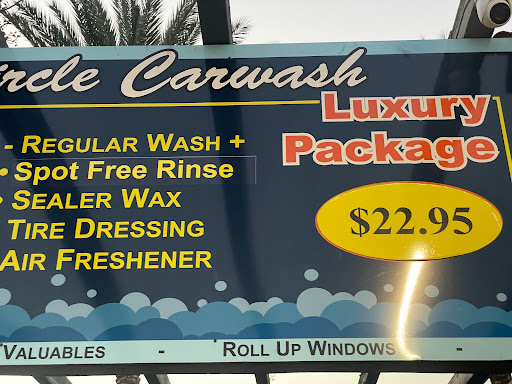 ircle Carwash
Luxury
Package
- REGULAR WASH +
• Spot Free Rinse
• SEALER WAX
TIRE DRESSING
AIR FRESHENER
$22.95
VALUABLES - ROLL UP WINDOWS -